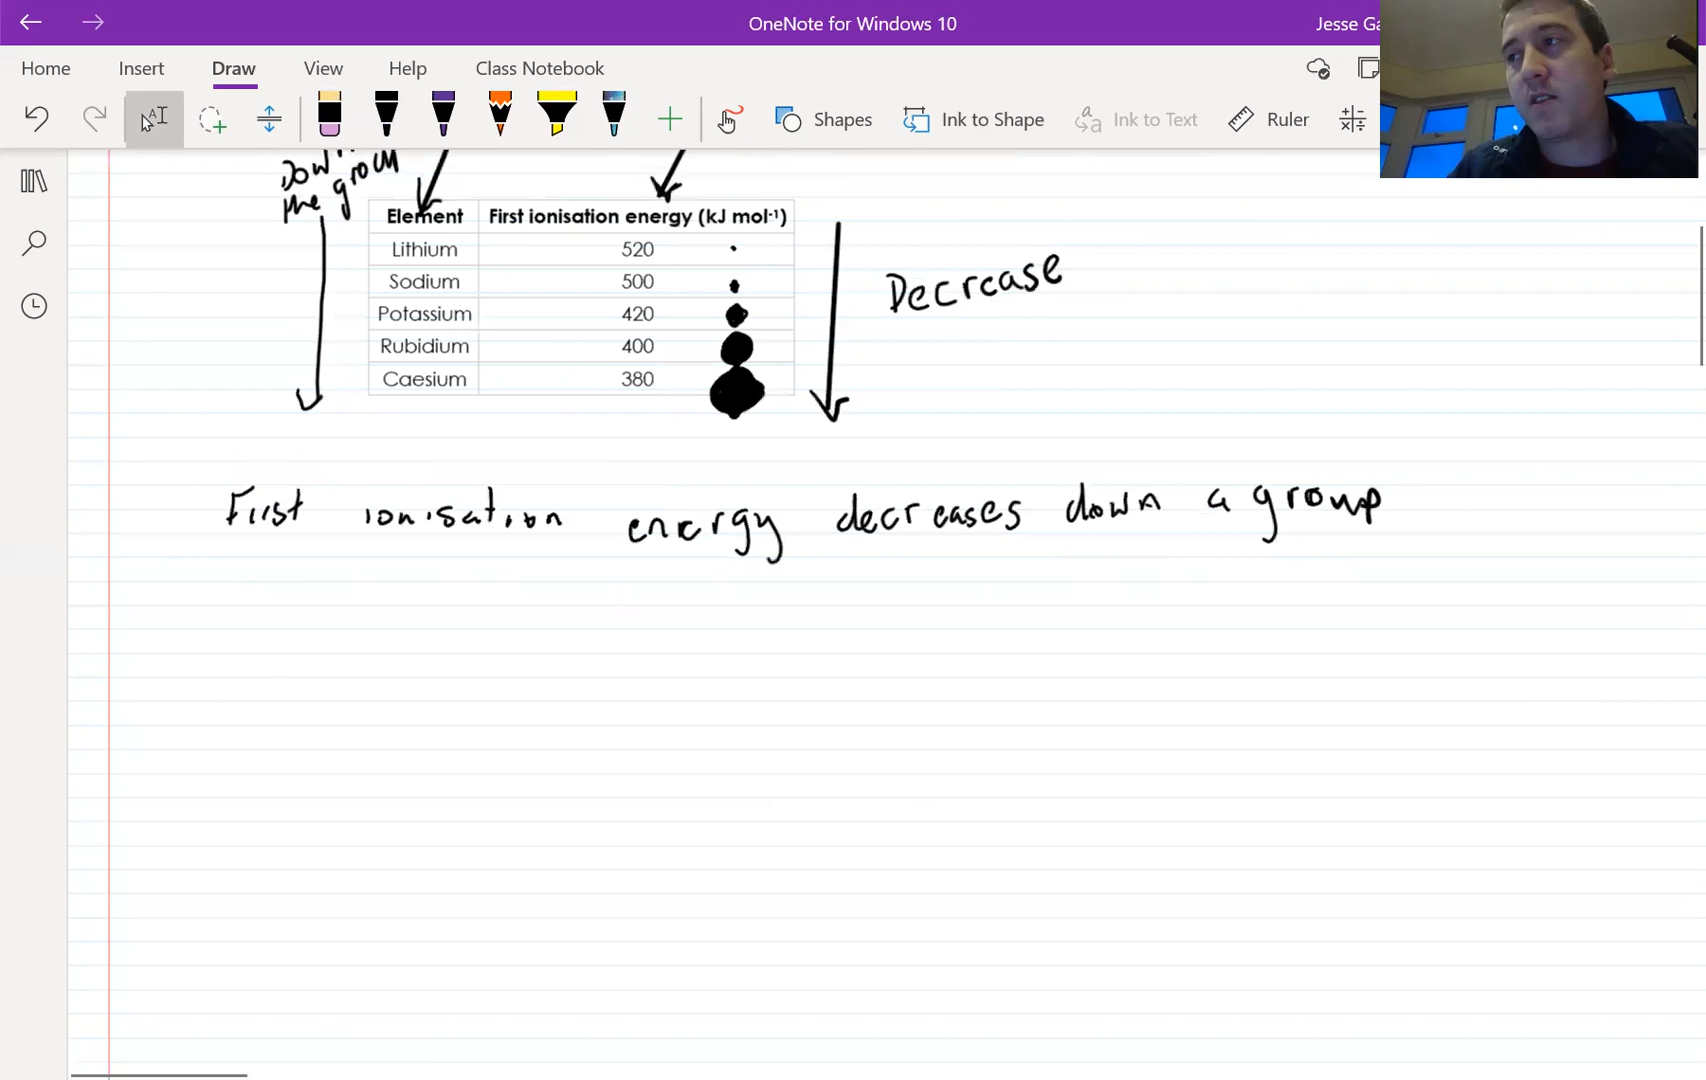 OneNote for Windows 10
Jesse Ga
Home Insert Draw View Help Class Notebook
Shapes Ink to Shape Ink to Text Ruler
the
Element First ionisation energy (kJ mol-1)
Lithium 520
Sodium 500
Potassium 420
Rubidium 400
Caesium 380
Decrease
First ionisation energy decreases down a group